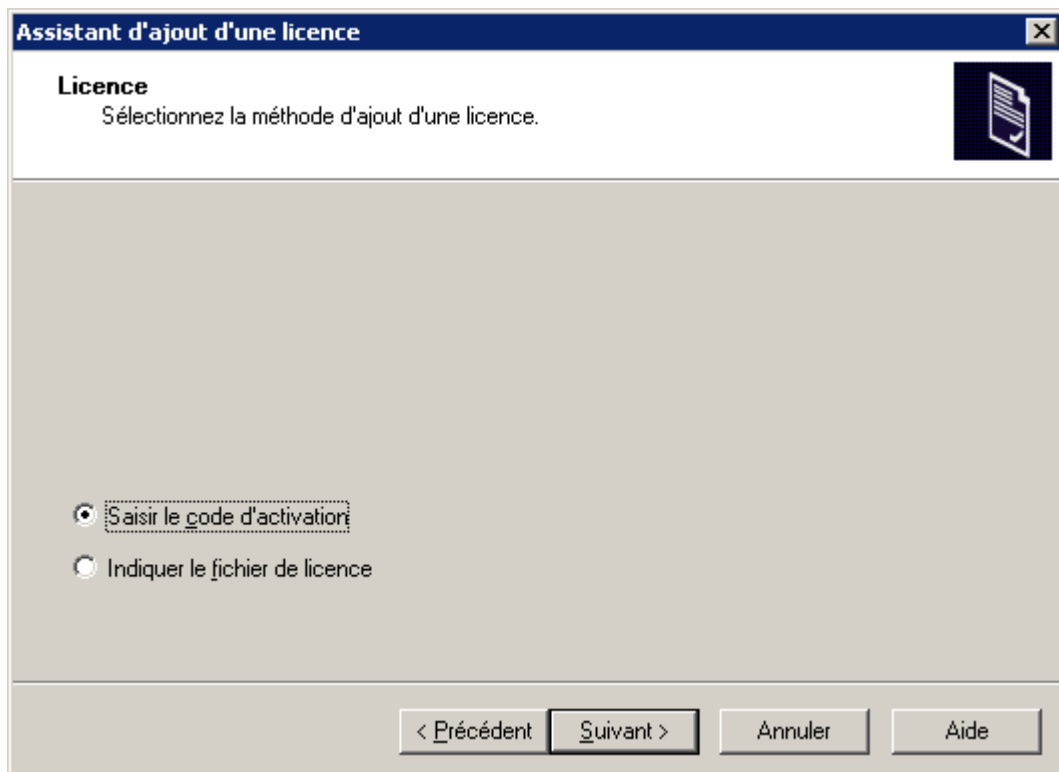 Assistant d'ajout d'une licence
Licence
Sélectionnez la méthode d'ajout d'une licence.
Saisir le code d'activation
Indiquer le fichier de licence
< Précédent Suivant > Annuler Aide